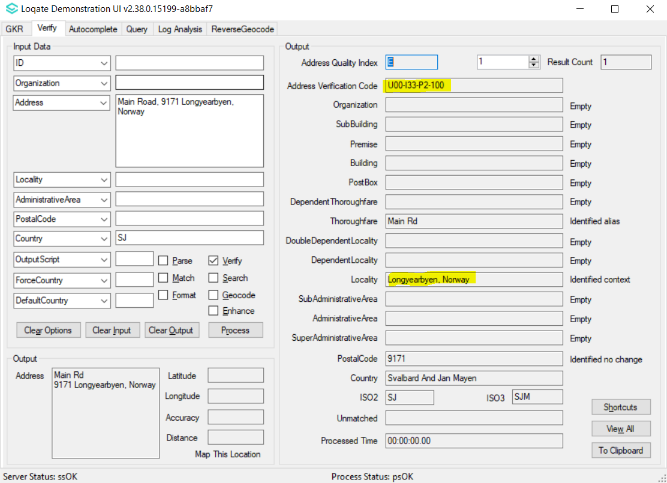 Loqate Demonstration UI v2.38.0.15199-a8bbaf7
GKR Verify Autocomplete Query Log Analysis ReverseGeocode
Input Data
ID
Organization
Address Main Road, 9171 Longyearbyen,
Norway
Locality
AdministrativeArea
PostalCode
Country SJ
OutputScript Parse Verify
ForceCountry Match Search
DefaultCountry Format Geocode
Enhance
Clear Options Clear Input Clear Output Process
Output
Address Main Rd
9171 Longyearbyen, Norway
Latitude
Longitude
Accuracy
Distance
Map This Location
Output
Address Quality Index E 1 Result Count 1
Address Verification Code U00-I33-P2-100
Organization Empty
SubBuilding Empty
Premise Empty
Building Empty
PostBox Empty
DependentThoroughfare Empty
Thoroughfare Main Rd Identified alias
DoubleDependentLocality Empty
DependentLocality Empty
Locality Longyearbyen, Norway Identified context
SubAdministrativeArea Empty
AdministrativeArea Empty
SuperAdministrativeArea Empty
PostalCode 9171 Identified no change
Country Svalbard And Jan Mayen
ISO2 SJ ISO3 SJM
Unmatched
Processed Time 00:00:00.00
Shortcuts
View All
To Clipboard
Server Status: ssOK Process Status: psOK